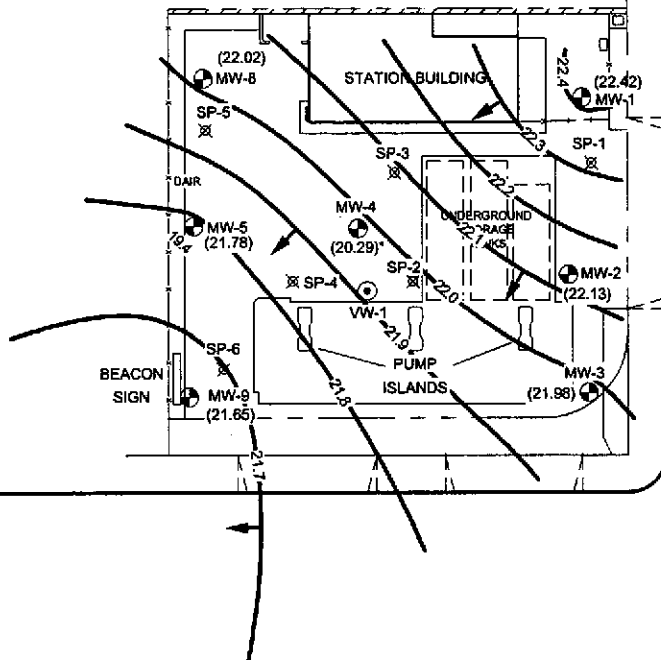 (22.02)
MW-8
STATION BUILDING
22.4
(22.42)
MW-1
SP-5
22.3
SP-1
SP-3
22.2
OAIR
MW-4
UNDERGROUND
MW-5
(21.78)
19.4
(20.29)*
22.1
SP-2
MW-2
(22.13)
SP-4
22.0
VW-1
21.9
SP-6
PUMP
ISLANDS
BEACON
SIGN
MW-3
(21.98)
MW-9
(21.65)
21.8
21.7